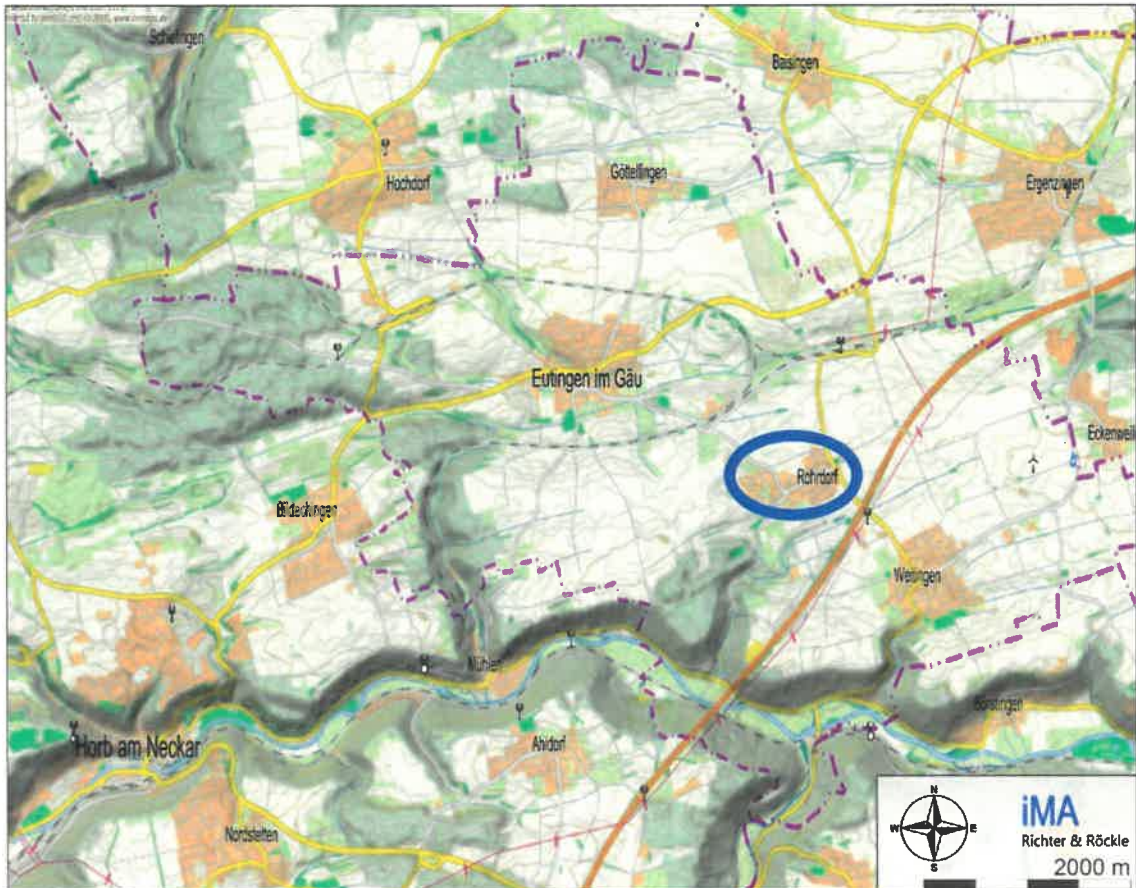 Schietingen
Baisingen
Hochdorf
Göttelfingen
Ergenzingen
Eutingen im Gäu
Rohrdorf
Eckenweil
Weitingen
Mühlen
Horb am Neckar
Ahldorf
Börstingen
Nordstetten
N
W
E
S
iMA
Richter & Röckle
2000 m